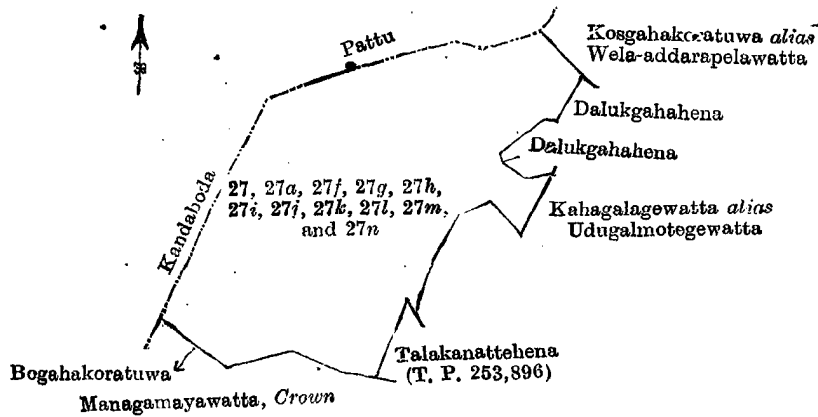 Kosgahakoratuwa alias
Wela-addarapelawatta
Pattu
Dalukgahahena
Dalukgahahena
Kandaboda
27, 27a, 27f, 27g, 27h,
27i, 27j, 27k, 27l, 27m,
and 27n
Kahagalagewatta alias
Udugalmotegewatta
Talakanattehena
(T. P. 253,896)
Bogahakoratuwa
Managamayawatta, Crown